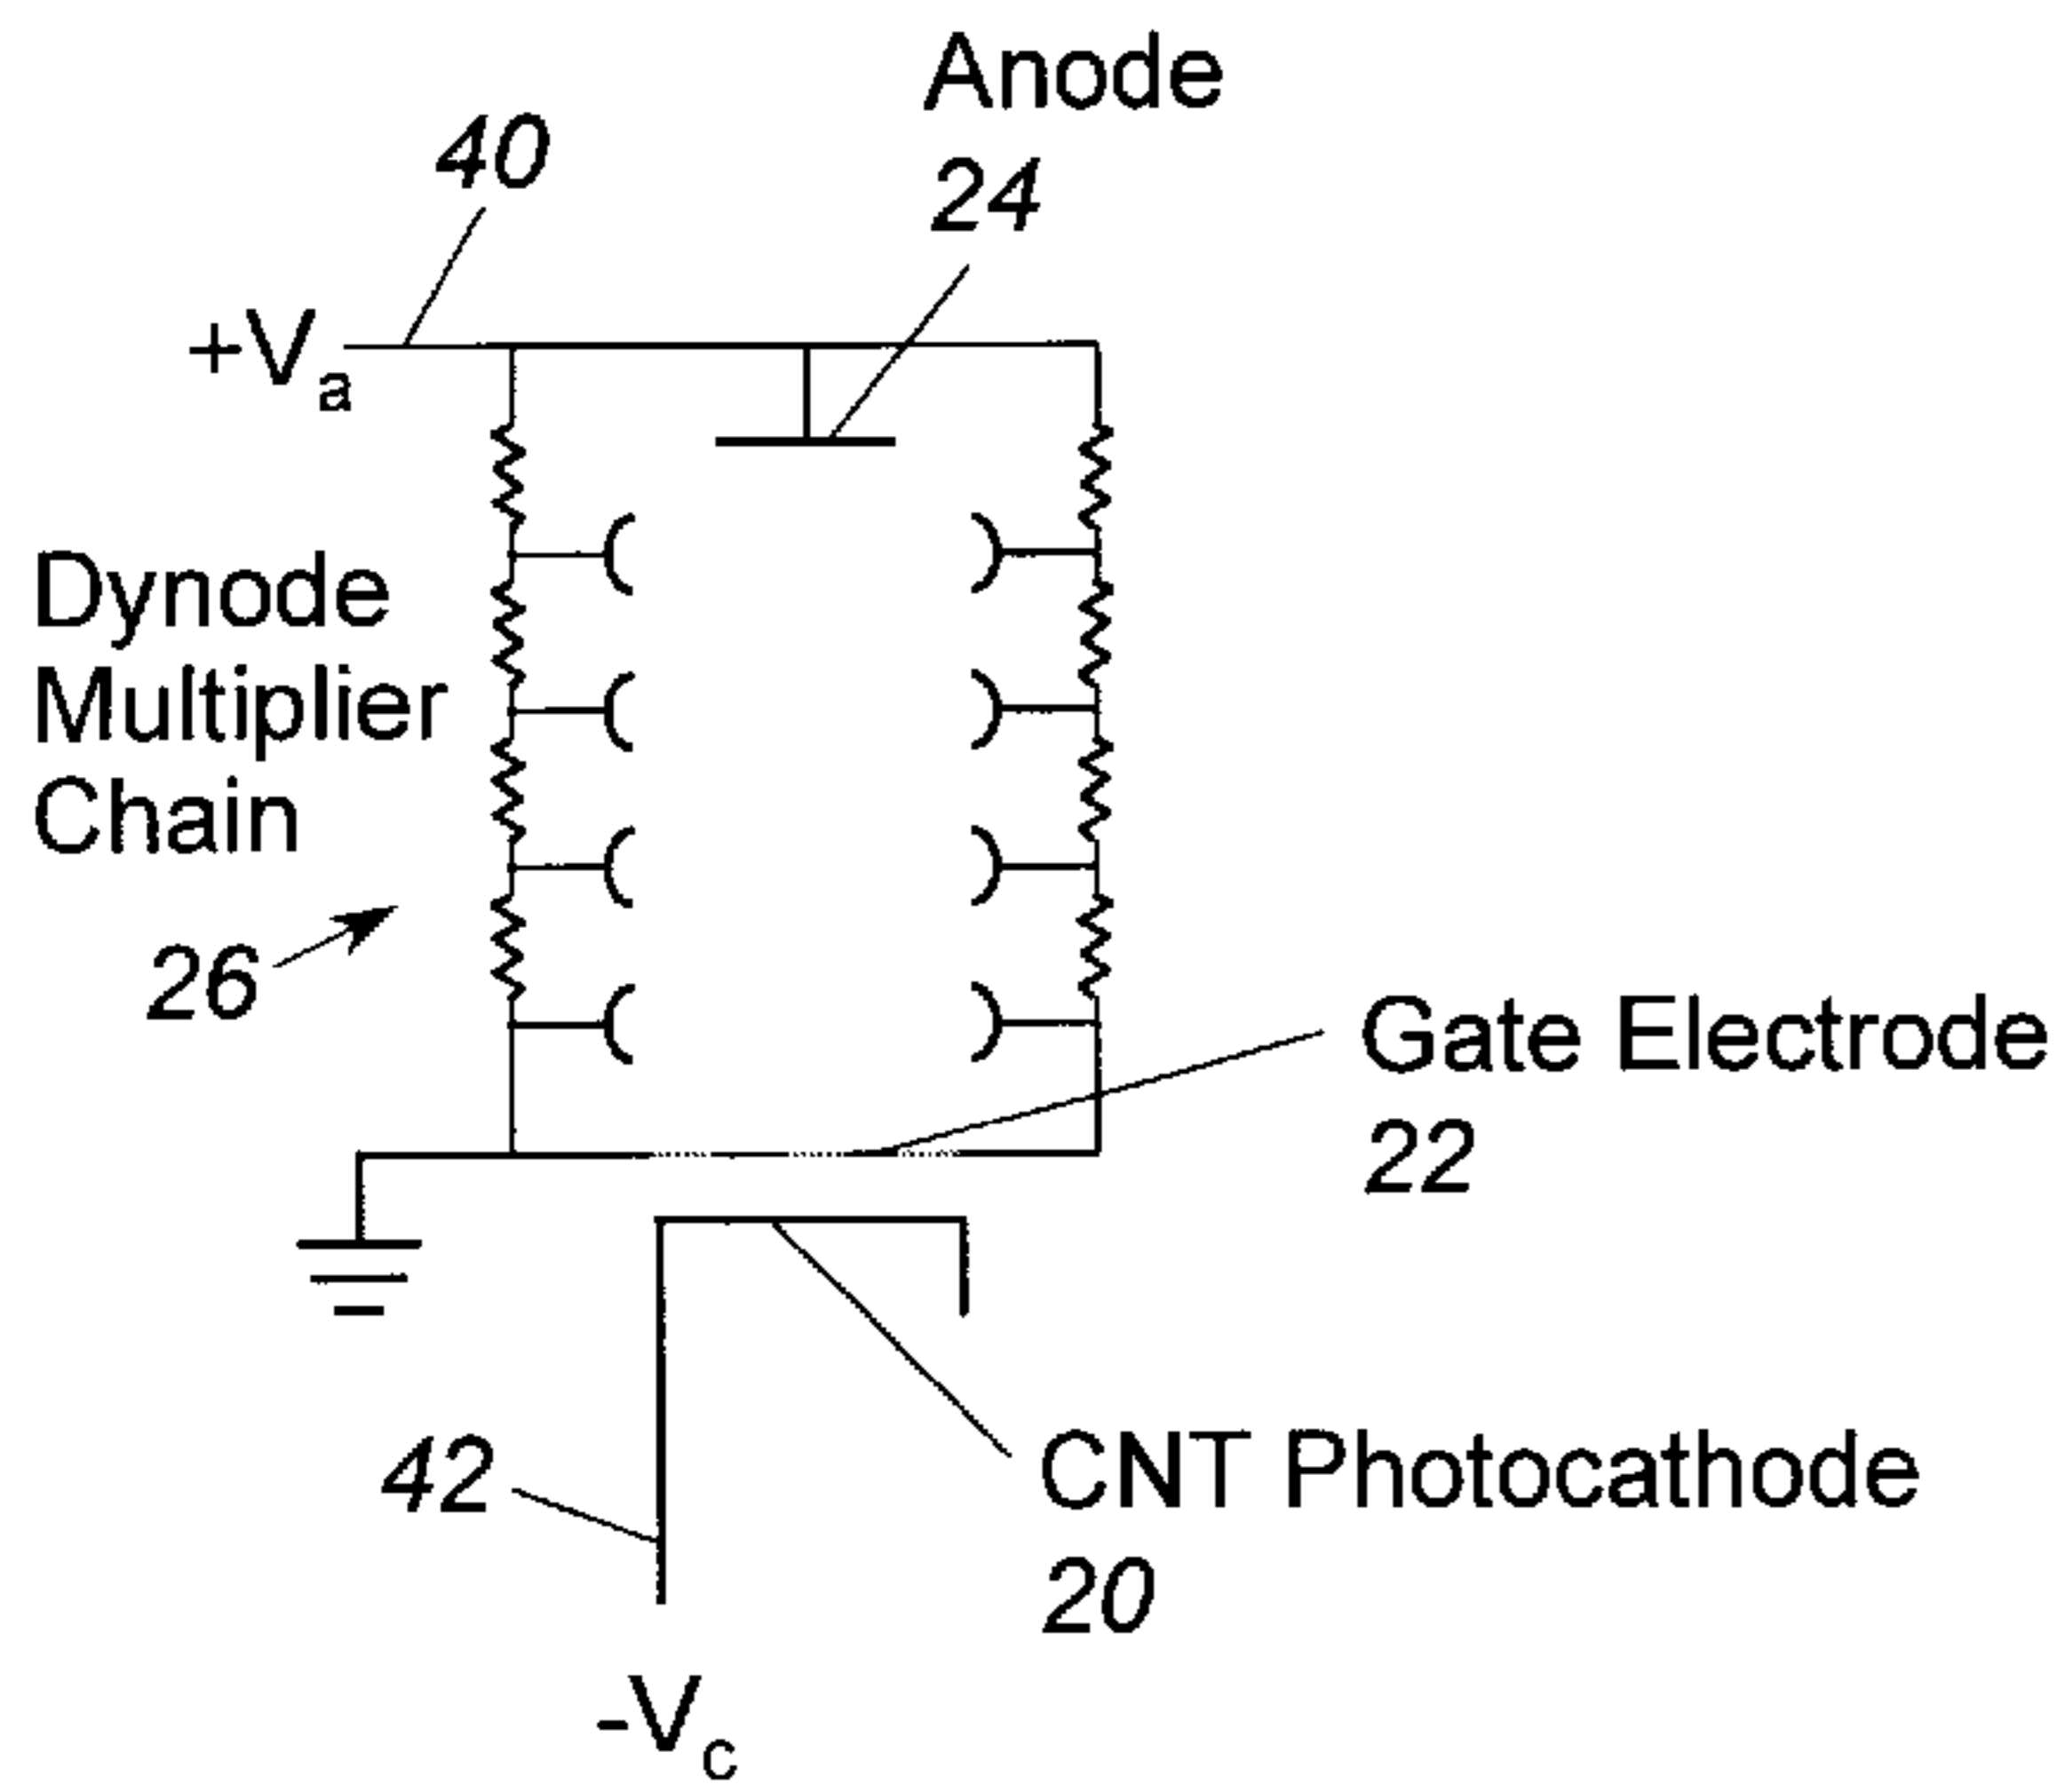 Anode
24
40
+Va
Dynode
Multiplier
Chain
26
Gate Electrode
22
CNT Photocathode
20
42
-Vc